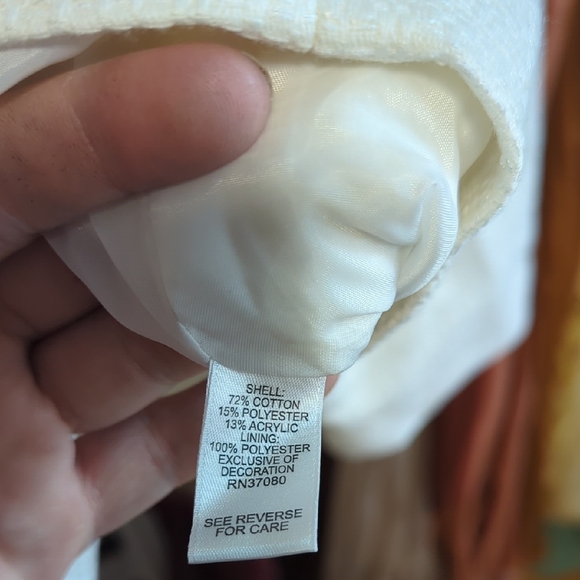 SHELL:
72% COTTON
15% POLYESTER
13% ACRYLIC
LINING:
100% POLYESTER
EXCLUSIVE OF
DECORATION
RN37080
SEE REVERSE
FOR CARE